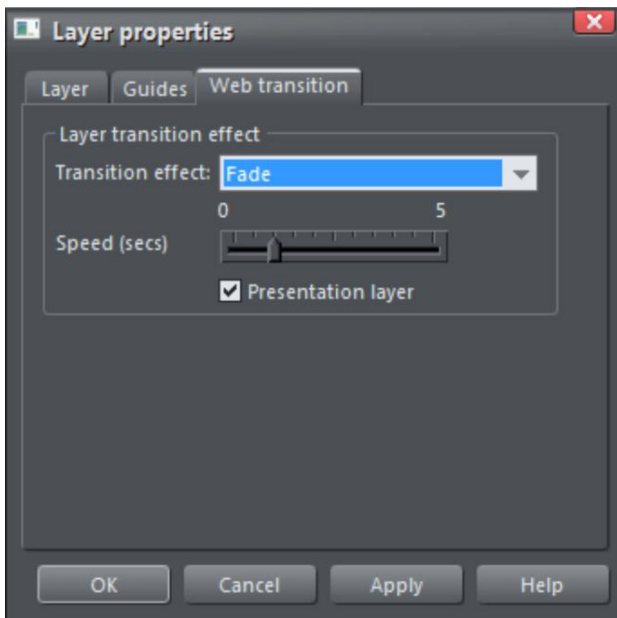 Layer properties
Layer Guides Web transition
Layer transition effect
Transition effect: Fade
0 5
Speed (secs)
Presentation layer
OK Cancel Apply Help